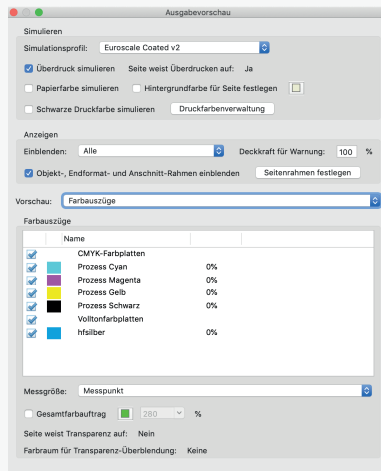 Ausgabevorschau
Simulieren
Simulationsprofil: Euroscale Coated v2
Überdruck simulieren Seite weist Überdrucken auf: Ja
Papierfarbe simulieren Hintergrundfarbe für Seite festlegen
Schwarze Druckfarbe simulieren Druckfarbenverwaltung
Anzeigen
Einblenden: Alle Deckkraft für Warnung: 100 %
Objekt-, Endformat- und Anschnitt-Rahmen einblenden Seitenrahmen festlegen
Vorschau: Farbauszüge
Farbauszüge
Name
CMYK-Farbplatten
Prozess Cyan 0%
Prozess Magenta 0%
Prozess Gelb 0%
Prozess Schwarz 0%
Volltonfarbplatten
hfsilber 0%
Messgröße: Messpunkt
Gesamtfarbauftrag 280 %
Seite weist Transparenz auf: Nein
Farbraum für Transparenz-Überblendung: Keine